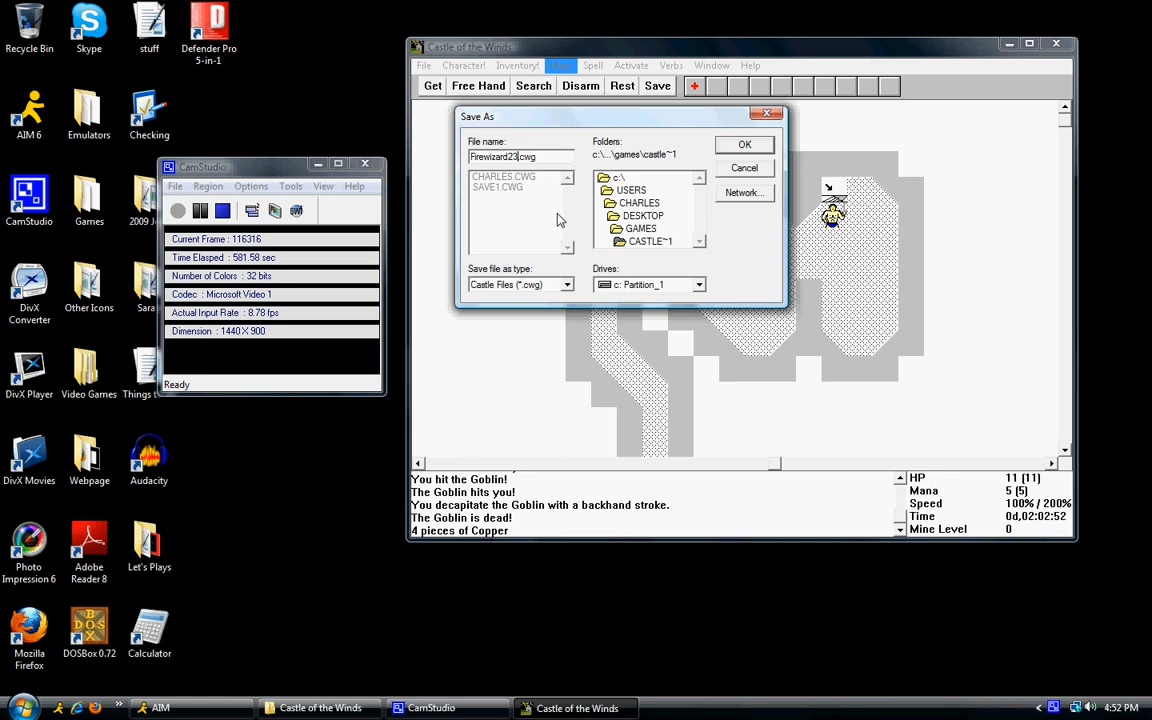 Recycle Bin
Skype
stuff
Defender Pro
5-in-1
AIM 6
Emulators
Checking
CamStudio
Games
2009 Jo
DivX
Converter
Other Icons
Sara
DivX Player
Video Games
Things t
DivX Movies
Webpage
Audacity
Photo
Impression 6
Adobe
Reader 8
Let's Plays
Mozilla
Firefox
DOSBox 0.72
Calculator
CamStudio
File Region Options Tools View Help
Current Frame : 116316
Time Elasped : 581.58 sec
Number of Colors : 32 bits
Codec : Microsoft Video 1
Actual Input Rate : 8.78 fps
Dimension : 1440 X 900
Ready
Castle of the Winds
File Character! Inventory! Spell Activate Verbs Window Help
Get Free Hand Search Disarm Rest Save
Save As
File name:
Firewizard23.cwg
CHARLES.CWG
SAVE1.CWG
Folders:
c:\...\games\castle~1
c:\
USERS
CHARLES
DESKTOP
GAMES
CASTLE~1
OK
Cancel
Network...
Save file as type:
Castle Files (*.cwg)
Drives:
c: Partition_1
You hit the Goblin!
The Goblin hits you!
You decapitate the Goblin with a backhand stroke.
The Goblin is dead!
4 pieces of Copper
HP 11 (11)
Mana 5 (5)
Speed 100% / 200%
Time 0d,02:02:52
Mine Level 0
AIM
Castle of the Winds
CamStudio
Castle of the Winds
4:52 PM